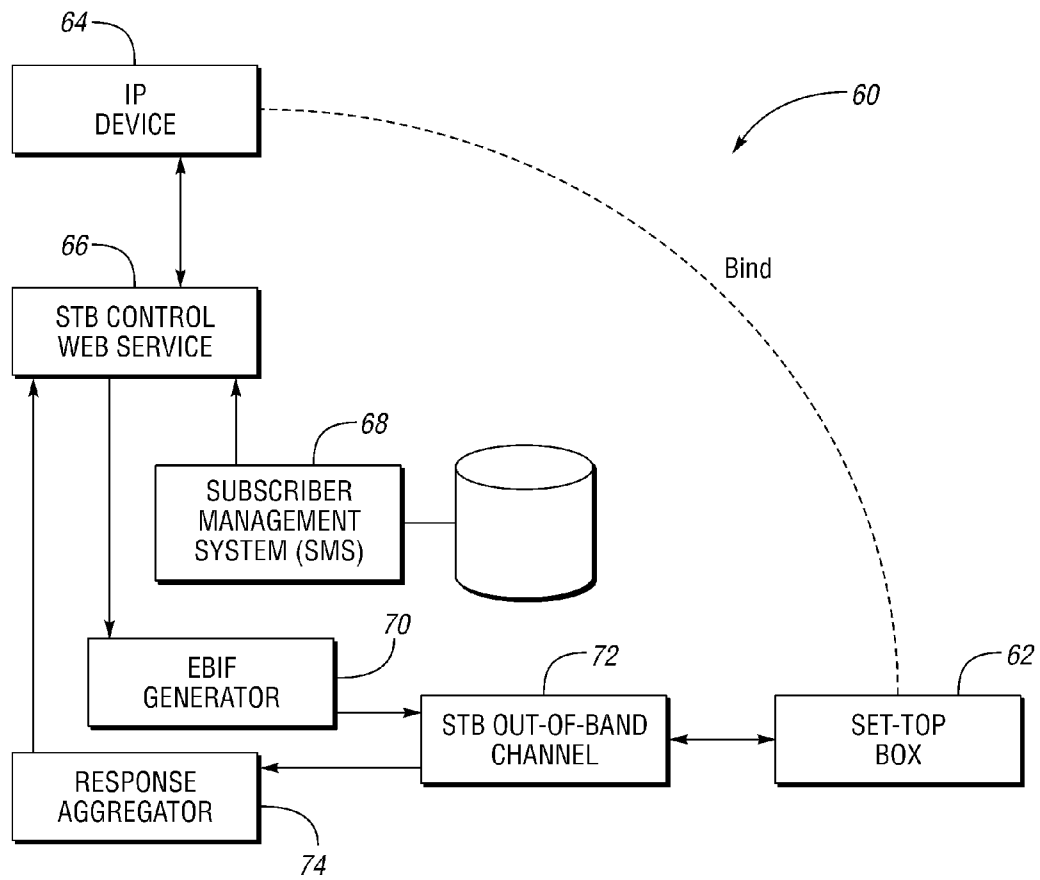 64
IP
DEVICE
60
66
Bind
STB CONTROL
WEB SERVICE
68
SUBSCRIBER
MANAGEMENT
SYSTEM (SMS)
70
EBIF
GENERATOR
72
STB OUT-OF-BAND
CHANNEL
62
SET-TOP
BOX
RESPONSE
AGGREGATOR
74